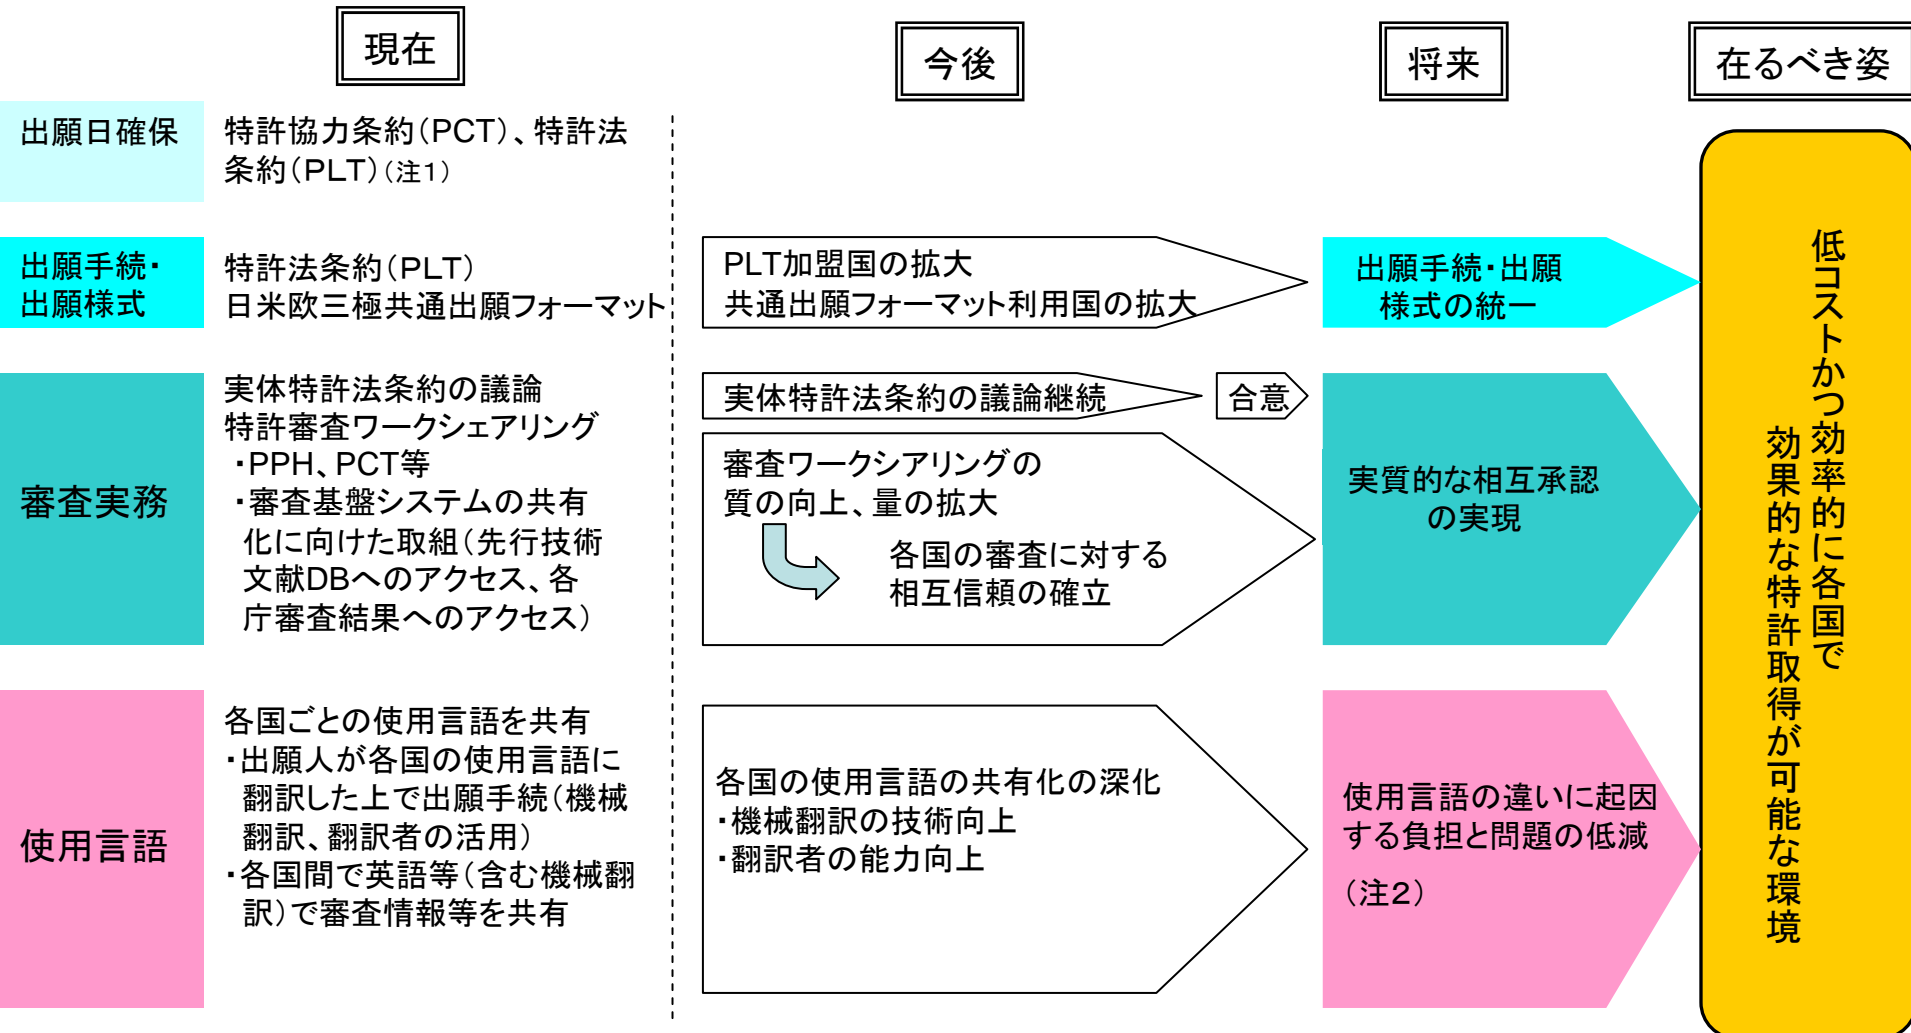 現在
今後
将来
在るべき姿
出願日確保
特許協力条約(PCT)、特許法
条約(PLT)(注1)
出願手続・
出願様式
特許法条約(PLT)
日米欧三極共通出願フォーマット
PLT加盟国の拡大
共通出願フォーマット利用国の拡大
出願手続・出願
様式の統一
審査実務
実体特許法条約の議論
特許審査ワークシェアリング
・PPH、PCT等
・審査基盤システムの共有
化に向けた取組(先行技術
文献DBへのアクセス、各
庁審査結果へのアクセス)
実体特許法条約の議論継続
合意
審査ワークシアリングの
質の向上、量の拡大
各国の審査に対する
相互信頼の確立
実質的な相互承認
の実現
使用言語
各国ごとの使用言語を共有
・出願人が各国の使用言語に
翻訳した上で出願手続(機械
翻訳、翻訳者の活用)
・各国間で英語等(含む機械翻
訳)で審査情報等を共有
各国の使用言語の共有化の深化
・機械翻訳の技術向上
・翻訳者の能力向上
使用言語の違いに起因
する負担と問題の低減
(注2)
低コストかつ効率的に各国で
効果的な特許取得が可能な環境